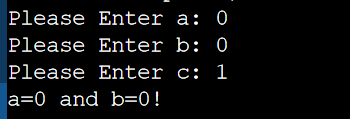 Please Enter a: 0
Please Enter b: 0
Please Enter c: 1
a=0 and b=0!